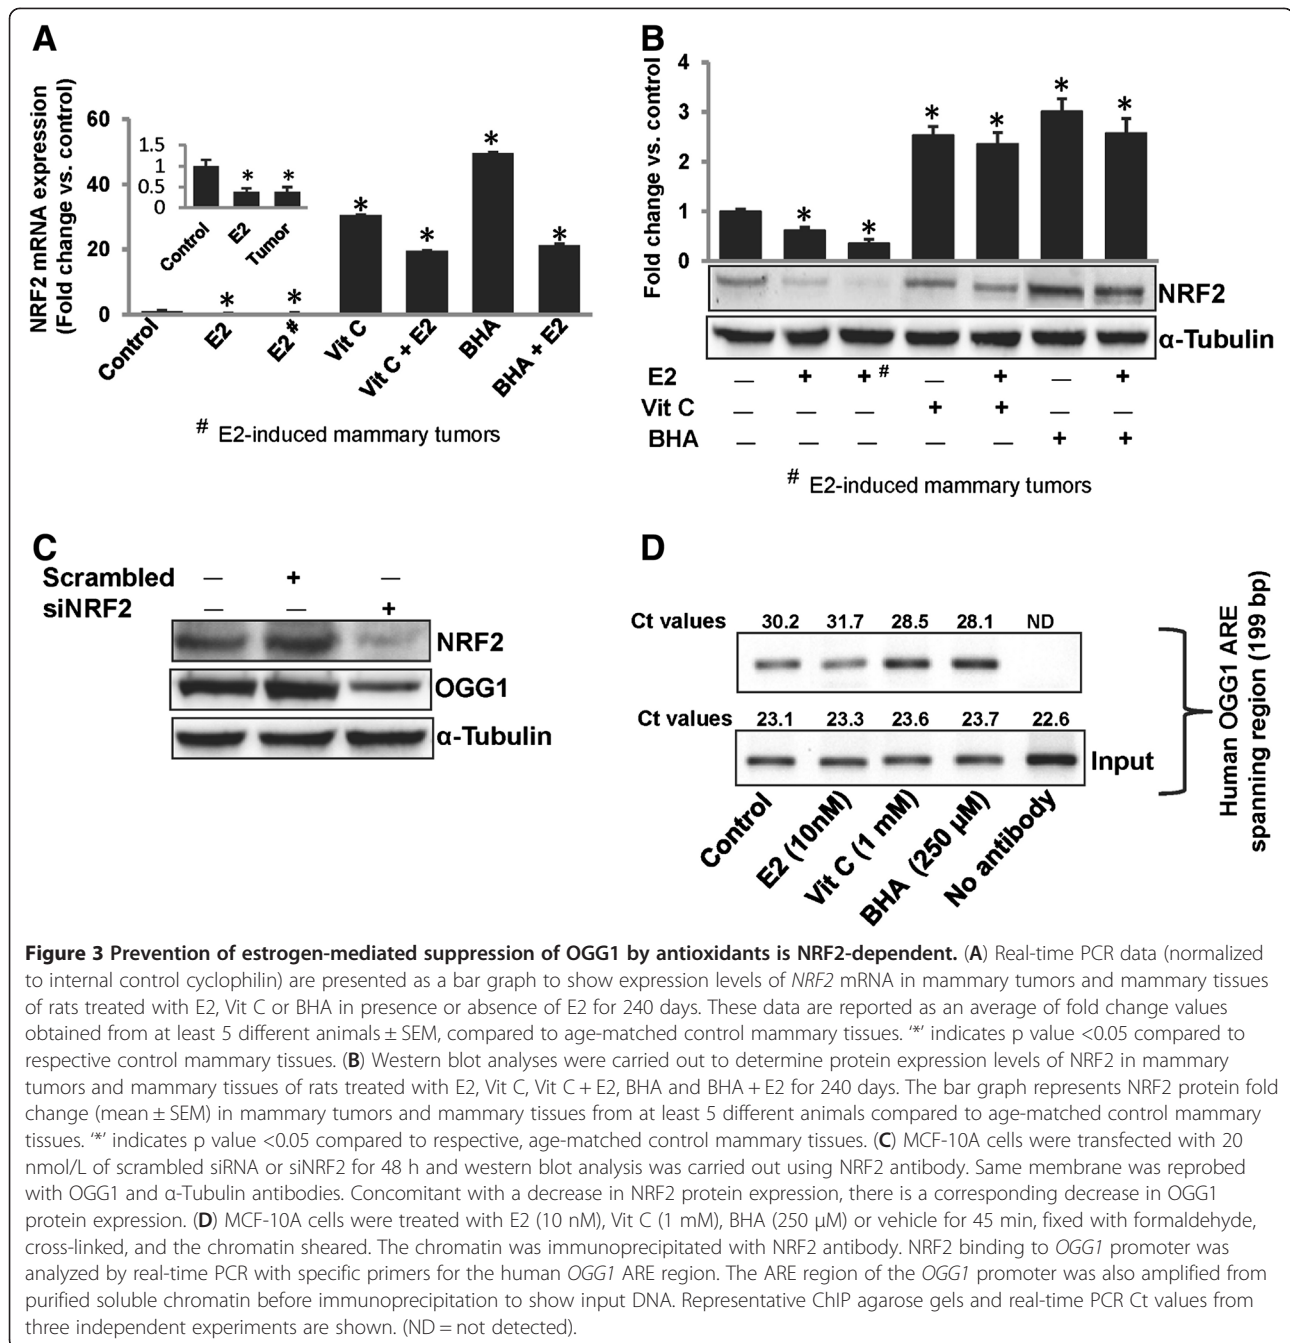 A
NRF2 mRNA expression
(Fold change vs. control)
60
40
20
0
1.5
1
0.5
0
*
*
Control
E2
Tumor
*
*
*
*
*
*
Control
E2
E2 #
Vit C
Vit C + E2
BHA
BHA + E2
# E2-induced mammary tumors
B
Fold change vs. control
4
3
2
1
0
*
*
*
*
*
*
NRF2
α-Tubulin
E2 — + + # — + — +
Vit C — — — + + — —
BHA — — — — — + +
# E2-induced mammary tumors
C
Scrambled — + —
siNRF2 — — +
NRF2
OGG1
α-Tubulin
D
Ct values 30.2 31.7 28.5 28.1 ND
Ct values 23.1 23.3 23.6 23.7 22.6
Input
Control
E2 (10nM)
Vit C (1 mM)
BHA (250 µM)
No antibody
Human OGG1 ARE
spanning region (199 bp)
Figure 3 Prevention of estrogen-mediated suppression of OGG1 by antioxidants is NRF2-dependent. (A) Real-time PCR data (normalized
to internal control cyclophilin) are presented as a bar graph to show expression levels of NRF2 mRNA in mammary tumors and mammary tissues
of rats treated with E2, Vit C or BHA in presence or absence of E2 for 240 days. These data are reported as an average of fold change values
obtained from at least 5 different animals ± SEM, compared to age-matched control mammary tissues. ‘*’ indicates p value <0.05 compared to
respective control mammary tissues. (B) Western blot analyses were carried out to determine protein expression levels of NRF2 in mammary
tumors and mammary tissues of rats treated with E2, Vit C, Vit C + E2, BHA and BHA + E2 for 240 days. The bar graph represents NRF2 protein fold
change (mean ± SEM) in mammary tumors and mammary tissues from at least 5 different animals compared to age-matched control mammary
tissues. ‘*’ indicates p value <0.05 compared to respective, age-matched control mammary tissues. (C) MCF-10A cells were transfected with 20
nmol/L of scrambled siRNA or siNRF2 for 48 h and western blot analysis was carried out using NRF2 antibody. Same membrane was reprobed
with OGG1 and α-Tubulin antibodies. Concomitant with a decrease in NRF2 protein expression, there is a corresponding decrease in OGG1
protein expression. (D) MCF-10A cells were treated with E2 (10 nM), Vit C (1 mM), BHA (250 μM) or vehicle for 45 min, fixed with formaldehyde,
cross-linked, and the chromatin sheared. The chromatin was immunoprecipitated with NRF2 antibody. NRF2 binding to OGG1 promoter was
analyzed by real-time PCR with specific primers for the human OGG1 ARE region. The ARE region of the OGG1 promoter was also amplified from
purified soluble chromatin before immunoprecipitation to show input DNA. Representative ChIP agarose gels and real-time PCR Ct values from
three independent experiments are shown. (ND = not detected).